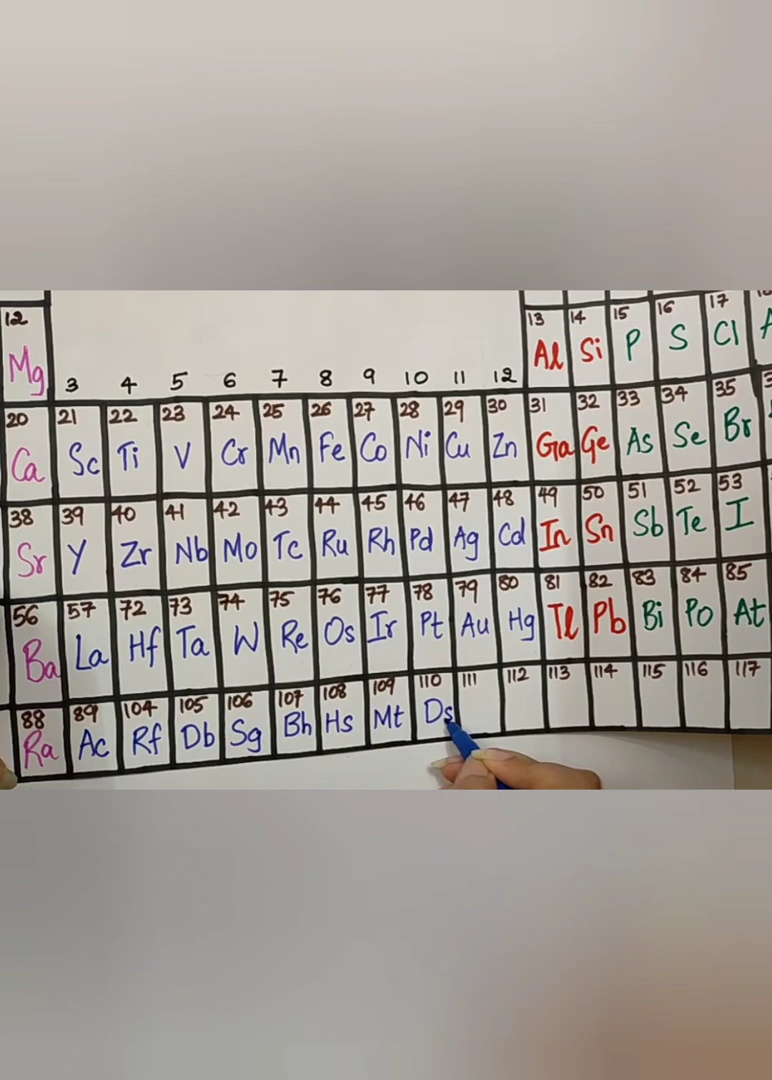 12 13 14 15 16 17
Mg 3 4 5 6 7 8 9 10 11 12 Al Si P S Cl
20 21 22 23 24 25 26 27 28 29 30 31 32 33 34 35
Ca Sc Ti V Cr Mn Fe Co Ni Cu Zn Ga Ge As Se Br
38 39 40 41 42 43 44 45 46 47 48 49 50 51 52 53
Sr Y Zr Nb Mo Tc Ru Rh Pd Ag Cd In Sn Sb Te I
56 57 72 73 74 75 76 77 78 79 80 81 82 83 84 85
Ba La Hf Ta W Re Os Ir Pt Au Hg Tl Pb Bi Po At
88 89 104 105 106 107 108 109 110 111 112 113 114 115 116 117
Ra Ac Rf Db Sg Bh Hs Mt Ds